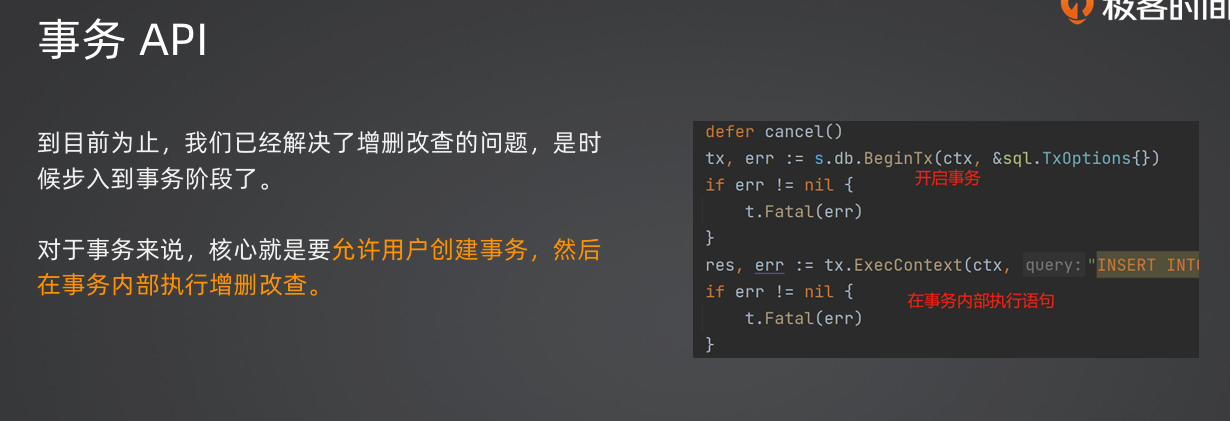 极客时间
事务 API
到目前为止，我们已经解决了增删改查的问题，是时
候步入到事务阶段了。
对于事务来说，核心就是要允许用户创建事务，然后
在事务内部执行增删改查。
defer cancel()
tx, err := s.db.BeginTx(ctx, &sql.TxOptions{})
开启事务
if err != nil {
t.Fatal(err)
}
res, err := tx.ExecContext(ctx, query: "INSERT INTO
if err != nil {
在事务内部执行语句
t.Fatal(err)
}